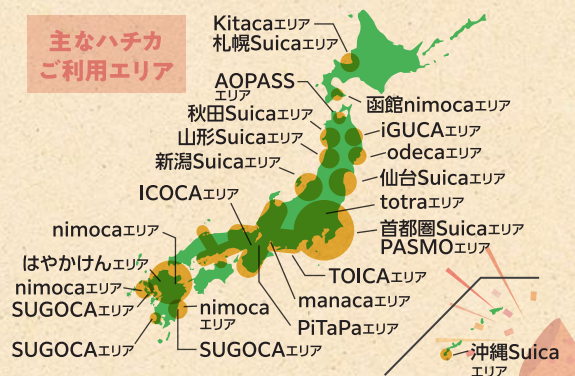 主なハチカ
ご利用エリア
Kitacaエリア
札幌Suicaエリア
AOPASS
エリア
函館nimocaエリア
秋田Suicaエリア
iGUCAエリア
山形Suicaエリア
odecaエリア
新潟Suicaエリア
仙台Suicaエリア
ICOCAエリア
totraエリア
nimocaエリア
首都圏Suicaエリア
PASMOエリア
はやかけんエリア
TOICAエリア
nimocaエリア
manacaエリア
SUGOCAエリア
nimoca
エリア
PiTaPaエリア
SUGOCAエリア
SUGOCAエリア
沖縄Suica
エリア